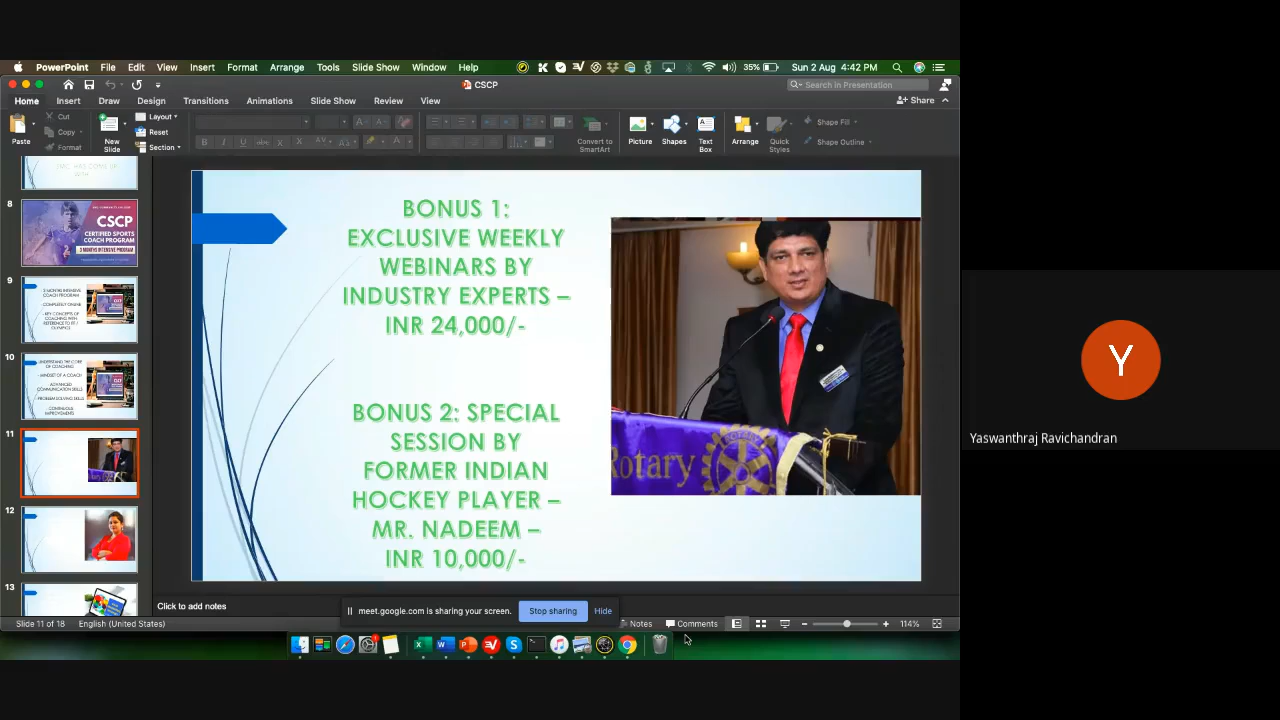 PowerPoint File Edit View Insert Format Arrange Tools Slide Show Window Help 35% Sun 2 Aug 4:42 PM
CSCP
Search in Presentation
Home Insert Draw Design Transitions Animations Slide Show Review View
Share
Paste
Cut
Copy
Format
New
Slide
Layout
Reset
Section
Convert to
SmartArt
Picture
Shapes
Text
Box
Arrange
Quick
Styles
Shape Fill
Shape Outline
8
CSCP
CERTIFIED SPORTS
COACH PROGRAM
3 MONTHS INTENSIVE PROGRAM
9
10
11
12
13
BONUS 1:
EXCLUSIVE WEEKLY
WEBINARS BY
INDUSTRY EXPERTS –
INR 24,000/-
BONUS 2: SPECIAL
SESSION BY
FORMER INDIAN
HOCKEY PLAYER –
MR. NADEEM –
INR 10,000/-
Rotary
Click to add notes
meet.google.com is sharing your screen.
Stop sharing
Hide
Slide 11 of 18
English (United States)
Notes
Comments
114%
Y
Yaswanthraj Ravichandran